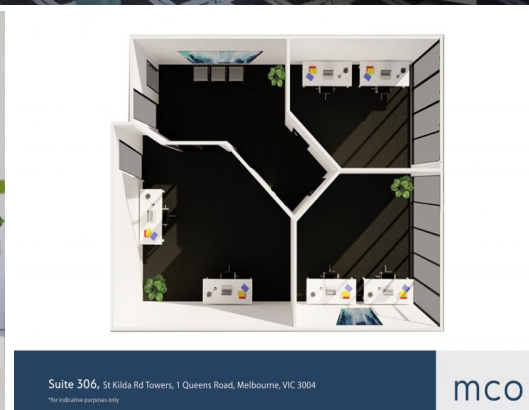 Suite 306, St Kilda Rd Towers, 1 Queens Road, Melbourne, VIC 3004
*for indicative purposes only
mco